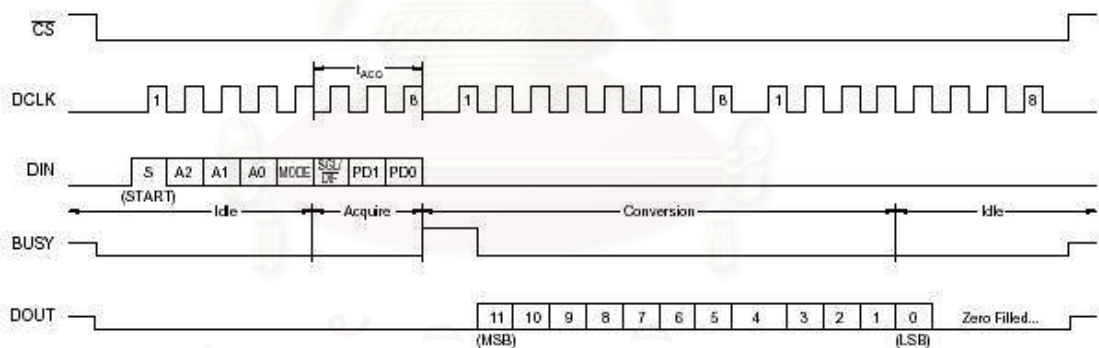 CS
tACQ
DCLK 1 8 1 8 1 8
DIN S A2 A1 A0 MODE SGL/DIF PD1 PD0
(START)
Idle Acquire Conversion Idle
BUSY
DOUT 11 10 9 8 7 6 5 4 3 2 1 0 Zero Filled...
(MSB) (LSB)